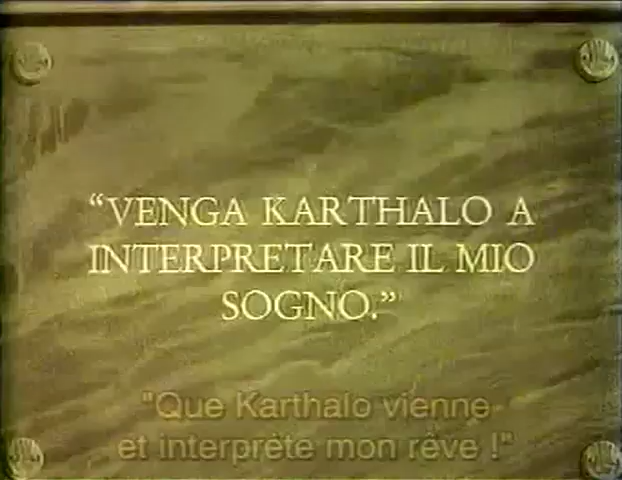 “VENGA KARTHALO A
INTERPRETARE IL MIO
SOGNO.”
"Que Karthalo vienne
et interprète mon rêve !"